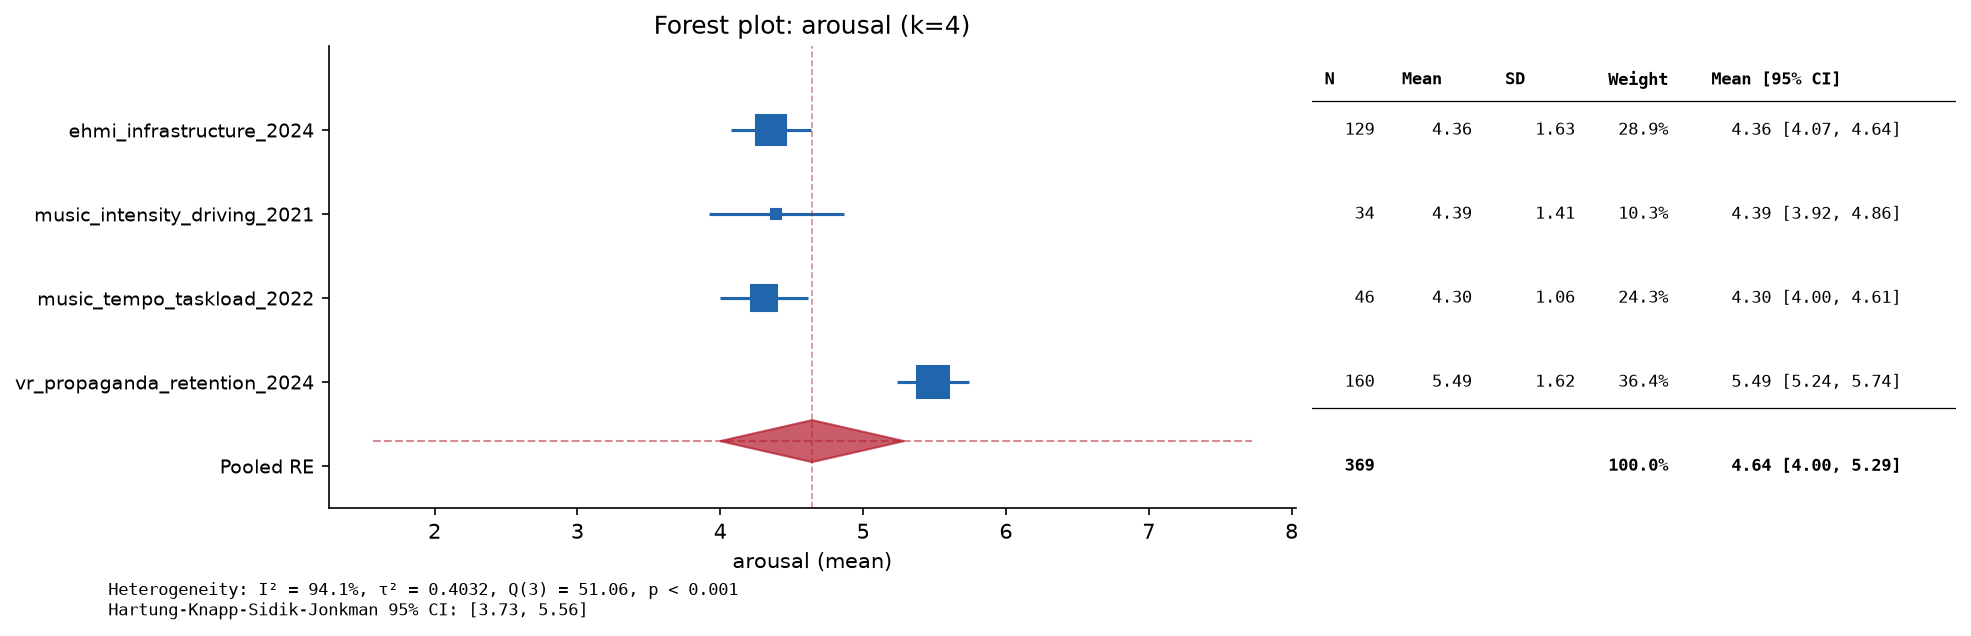 Forest plot: arousal (k=4)
N Mean SD Weight Mean [95% CI]
ehmi_infrastructure_2024 129 4.36 1.63 28.9% 4.36 [4.07, 4.64]
music_intensity_driving_2021 34 4.39 1.41 10.3% 4.39 [3.92, 4.86]
music_tempo_taskload_2022 46 4.30 1.06 24.3% 4.30 [4.00, 4.61]
vr_propaganda_retention_2024 160 5.49 1.62 36.4% 5.49 [5.24, 5.74]
Pooled RE 369 100.0% 4.64 [4.00, 5.29]
2 3 4 5 6 7 8
arousal (mean)
Heterogeneity: I² = 94.1%, τ² = 0.4032, Q(3) = 51.06, p < 0.001
Hartung-Knapp-Sidik-Jonkman 95% CI: [3.73, 5.56]